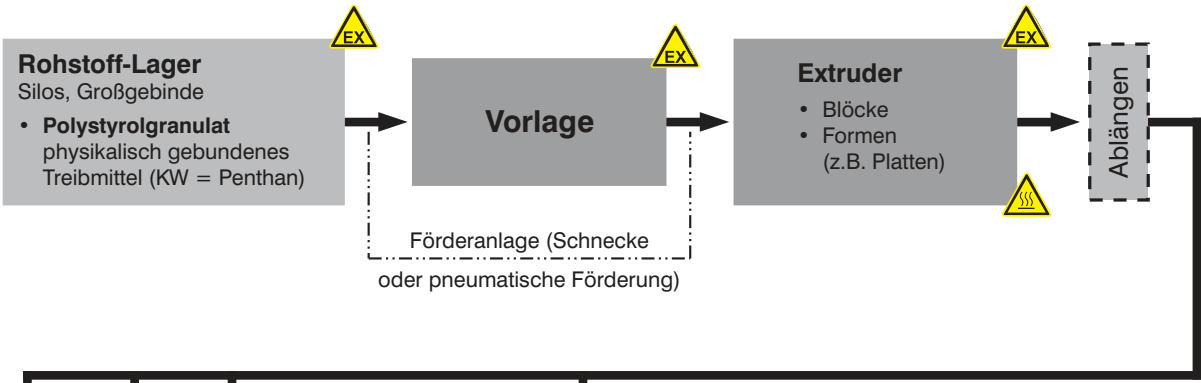 EX
Rohstoff-Lager
Silos, Großgebinde
• Polystyrolgranulat
physikalisch gebundenes
Treibmittel (KW = Penthan)
EX
Vorlage
EX
Extruder
• Blöcke
• Formen
(z.B. Platten)
Ablängen
Förderanlage (Schnecke
oder pneumatische Förderung)